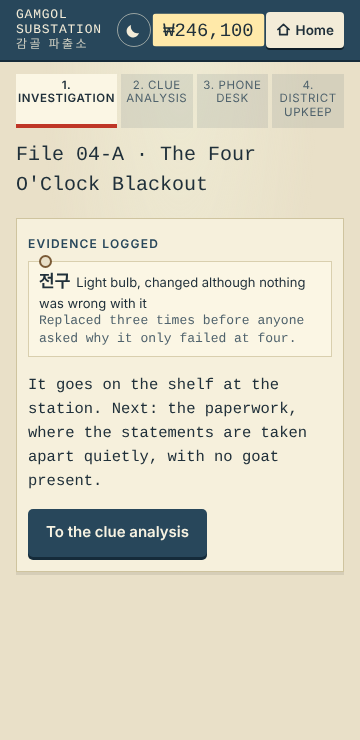 GAMGOL
SUBSTATION
감골 파출소
₩246,100
Home
1.
INVESTIGATION
2. CLUE
ANALYSIS
3. PHONE
DESK
4.
DISTRICT
UPKEEP
File 04-A · The Four
O'Clock Blackout
EVIDENCE LOGGED
전구 Light bulb, changed although nothing
was wrong with it
Replaced three times before anyone
asked why it only failed at four.
It goes on the shelf at the
station. Next: the paperwork,
where the statements are taken
apart quietly, with no goat
present.
To the clue analysis